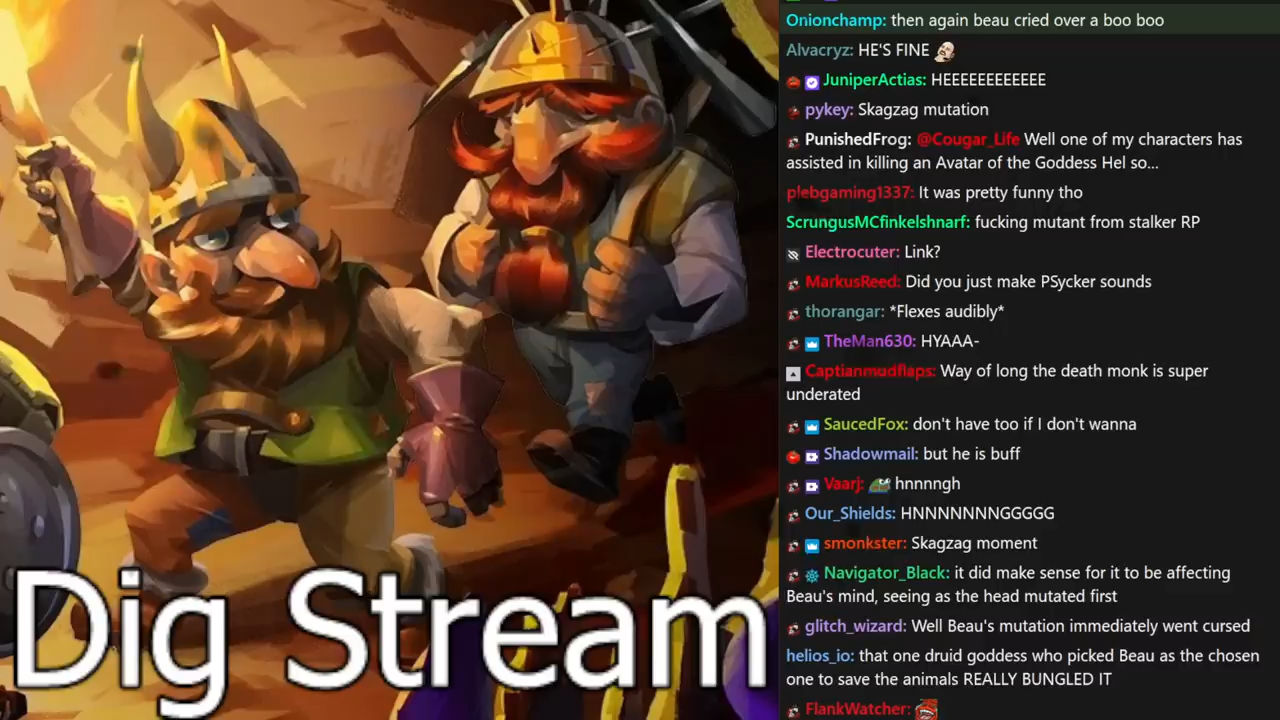 Dig Stream
Onionchamp: then again beau cried over a boo boo
Alvacryz: HE'S FINE
JuniperActias: HEEEEEEEEEEEE
pykey: Skagzag mutation
PunishedFrog: @Cougar_Life Well one of my characters has
assisted in killing an Avatar of the Goddess Hel so...
plebgaming1337: It was pretty funny tho
ScrungusMCfinkelshnarf: fucking mutant from stalker RP
Electrocuter: Link?
MarkusReed: Did you just make PSycker sounds
thorangar: *Flexes audibly*
TheMan630: HYAAA-
Captianmudflaps: Way of long the death monk is super
underated
SaucedFox: don't have too if I don't wanna
Shadowmail: but he is buff
Vaarj: hnnnngh
Our_Shields: HNNNNNNNGGGGG
smonkster: Skagzag moment
Navigator_Black: it did make sense for it to be affecting
Beau's mind, seeing as the head mutated first
glitch_wizard: Well Beau's mutation immediately went cursed
helios_io: that one druid goddess who picked Beau as the chosen
one to save the animals REALLY BUNGLED IT
FlankWatcher: